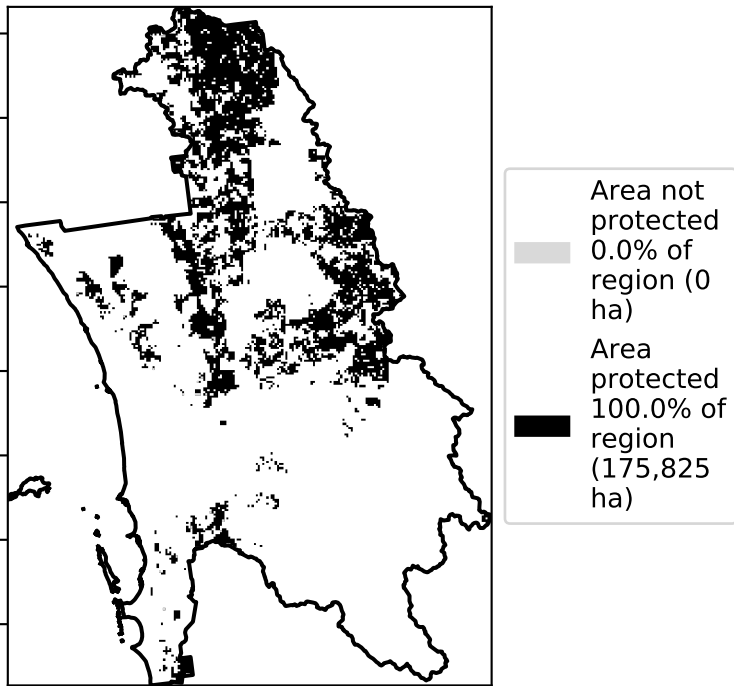 Area not
protected
0.0% of
region (0
ha)
Area
protected
100.0% of
region
(175,825
ha)